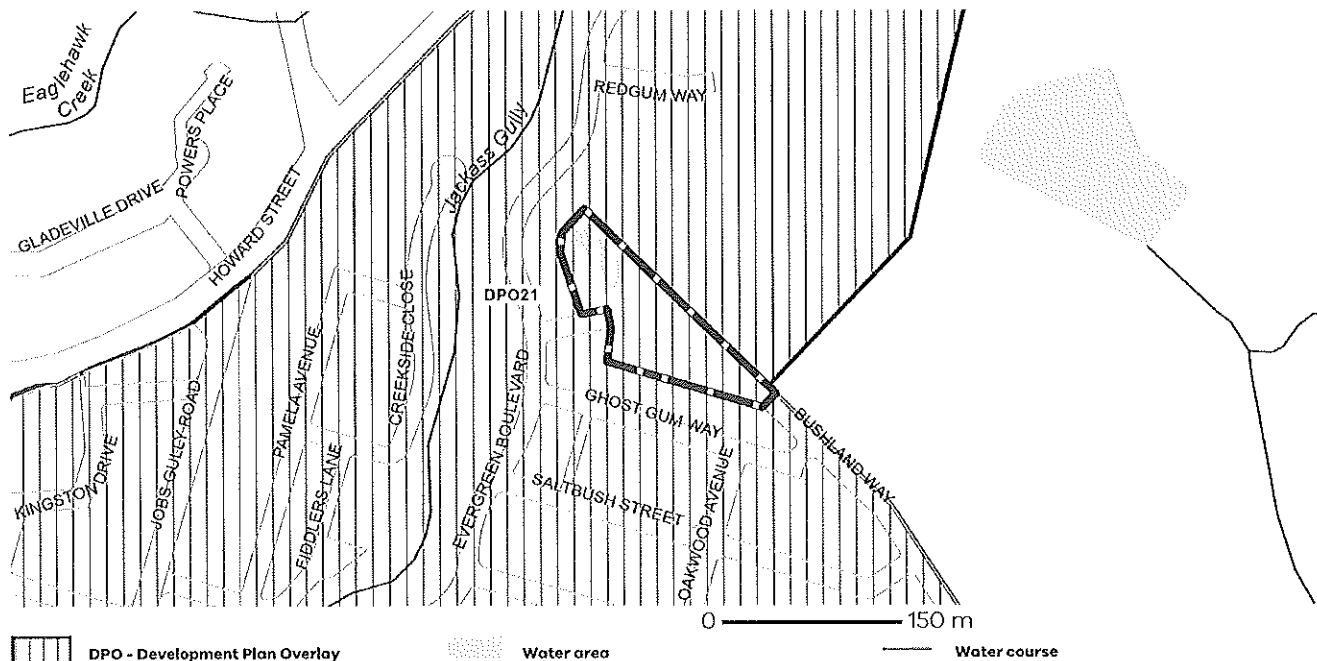 Eaglehawk
Creek
POWERS PLACE
GLADEVILLE DRIVE
HOWARD STREET
REDGUM WAY
Jackass Gully
DPO21
CREEKSIDE CLOSE
PAMELA AVENUE
JOBS GULLY ROAD
KINGSTON DRIVE
FIDDLERS LANE
EVERGREEN BOULEVARD
GHOST GUM WAY
SALTBUSH STREET
OAKWOOD AVENUE
BUSHLAND WAY
0 150 m
DPO - Development Plan Overlay
Water area
Water course